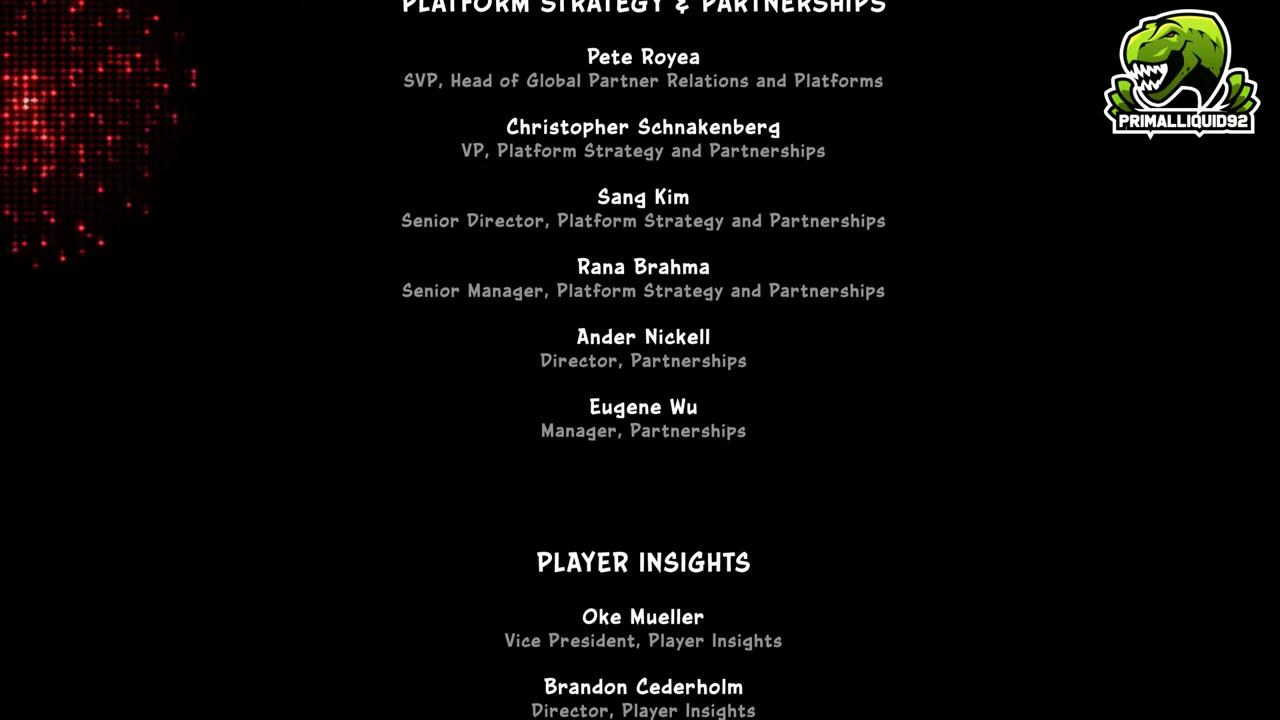 PLATFORM STRATEGY & PARTNERSHIPS
Pete Royea
SVP, Head of Global Partner Relations and Platforms
Christopher Schnakenberg
VP, Platform Strategy and Partnerships
Sang Kim
Senior Director, Platform Strategy and Partnerships
Rana Brahma
Senior Manager, Platform Strategy and Partnerships
Ander Nickell
Director, Partnerships
Eugene Wu
Manager, Partnerships
PLAYER INSIGHTS
Oke Mueller
Vice President, Player Insights
Brandon Cederholm
Director, Player Insights
PRIMALLIQUID92